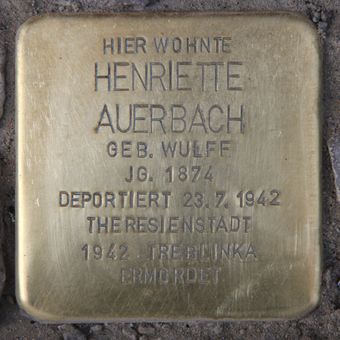 HIER WOHNTE
HENRIETTE
AUERBACH
GEB. WULFF
JG. 1874
DEPORTIERT 23.7.1942
THERESIENSTADT
1942 TREBLINKA
ERMORDET